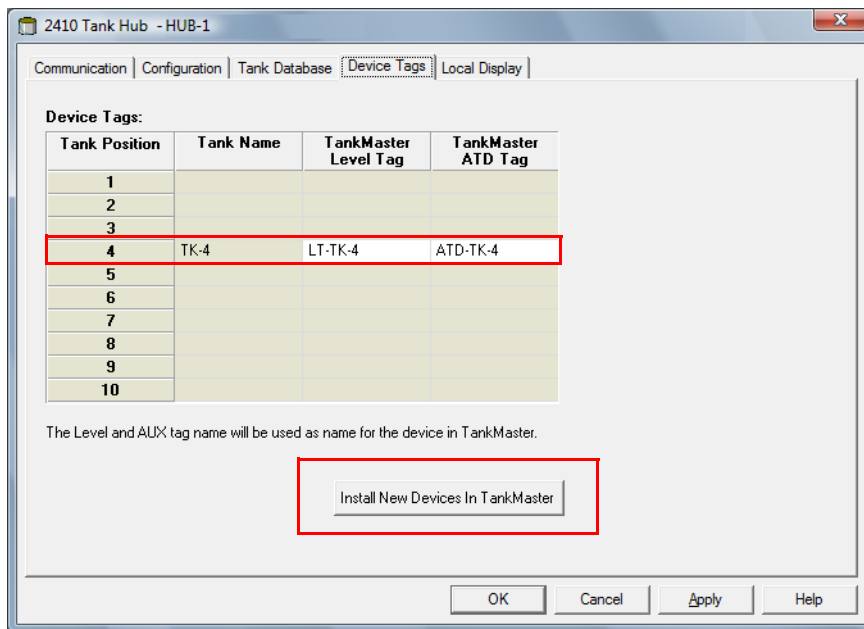 2410 Tank Hub - HUB-1
Communication Configuration Tank Database Device Tags Local Display
Device Tags:
Tank Position Tank Name TankMaster Level Tag TankMaster ATD Tag
1
2
3
4 TK-4 LT-TK-4 ATD-TK-4
5
6
7
8
9
10
The Level and AUX tag name will be used as name for the device in TankMaster.
Install New Devices In TankMaster
OK Cancel Apply Help